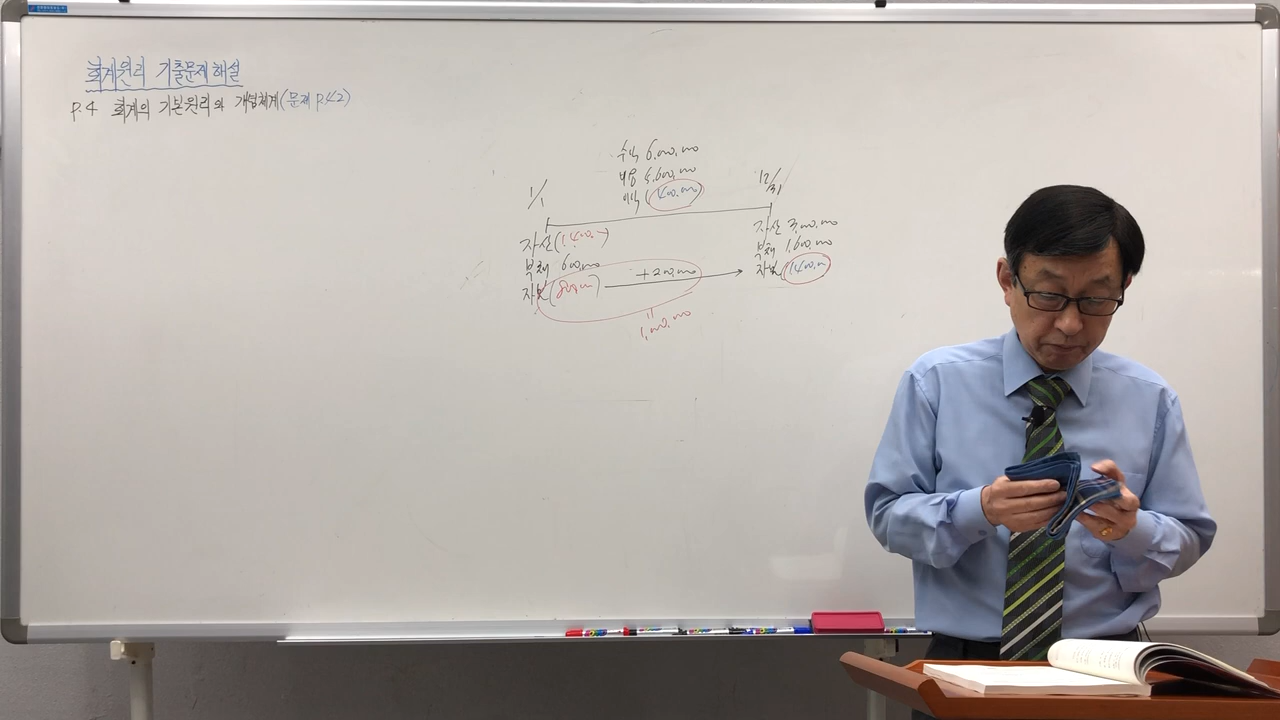 회계원리 기출문제해설
P.4 회계의 기본원리와 개념체계(문제 P.42)
수익 6,000,000
비용 4,600,000
이익 1,400,000
1/1
12/31
자산(1,400,000)
부채 600,000
자본(800,000)
+200,000
1,000,000
자산 3,000,000
부채 1,600,000
자본 1,400,000